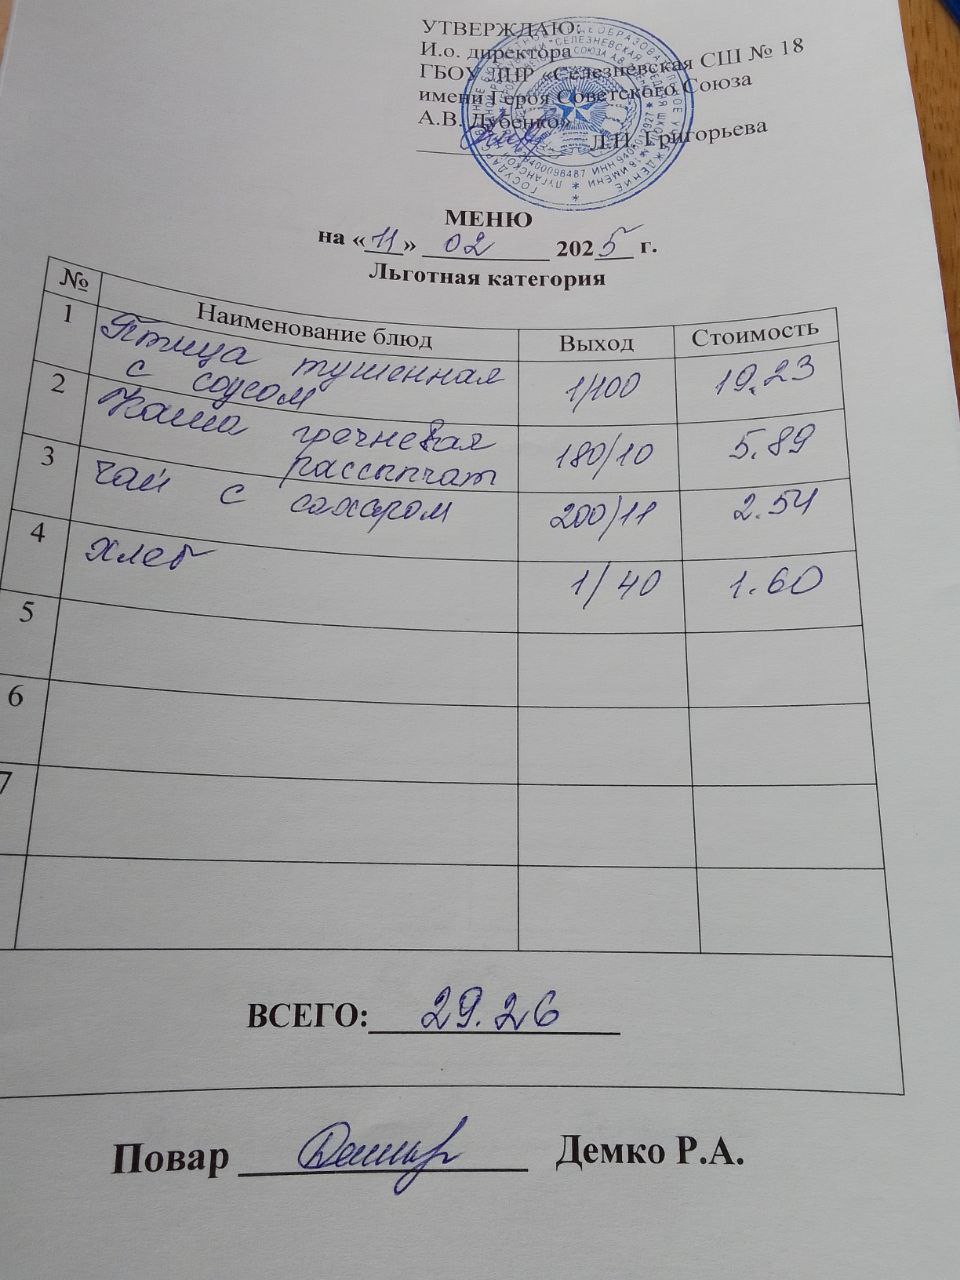 УТВЕРЖДАЮ:
И.о. директора
ГБОУ ЛНР «Селезневская СШ № 18
имени Героя Советского Союза
А.В. Дубенко»
Л.И. Григорьева
МЕНЮ
на «11» 02 2025 г.
Льготная категория
№ Наименование блюд Выход Стоимость
1 Птица тушенная с соусом 1/100 19.23
2 Каша гречневая рассыпчат 180/10 5.89
3 чай с сахаром 200/11 2.54
4 хлеб 1/40 1.60
5
6
7
ВСЕГО: 29.26
Повар Демко Р.А.